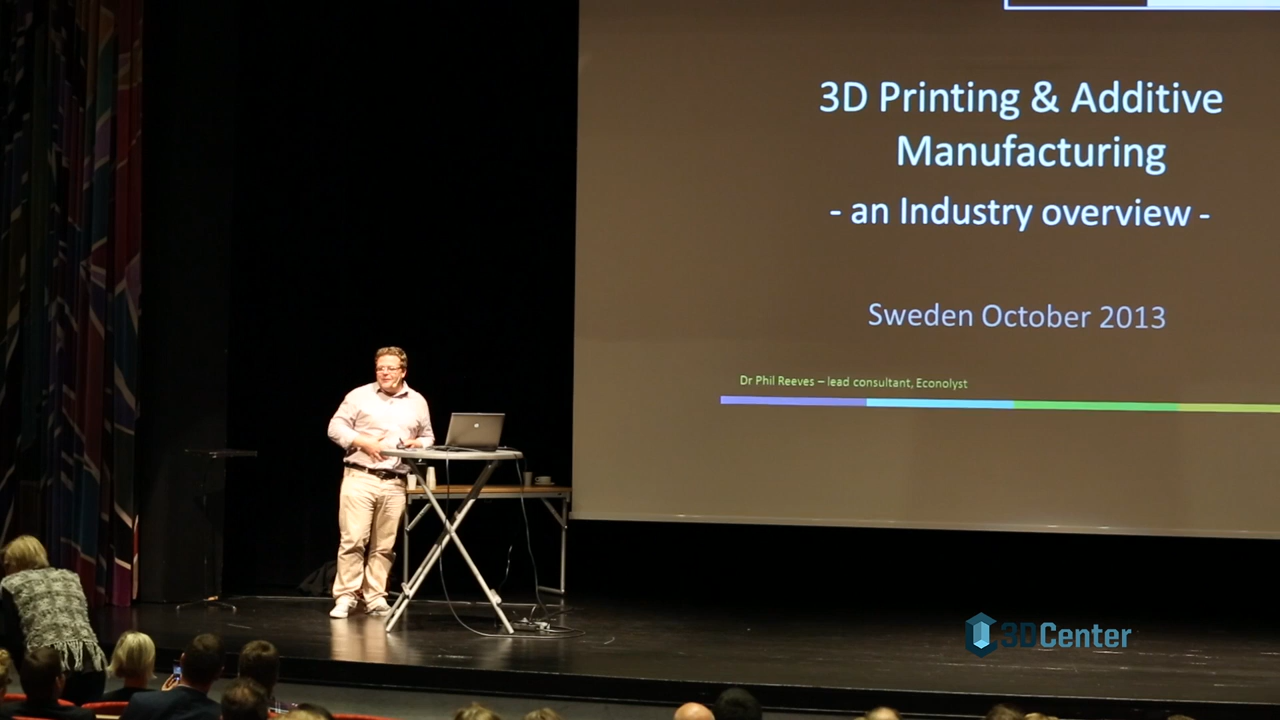 3D Printing & Additive
Manufacturing
- an Industry overview -
Sweden October 2013
Dr Phil Reeves – lead consultant, Econolyst
3DCenter